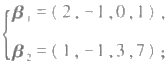 β₁ = (2, -1, 0, 1),
β₂ = (1, -1, 3, 7);